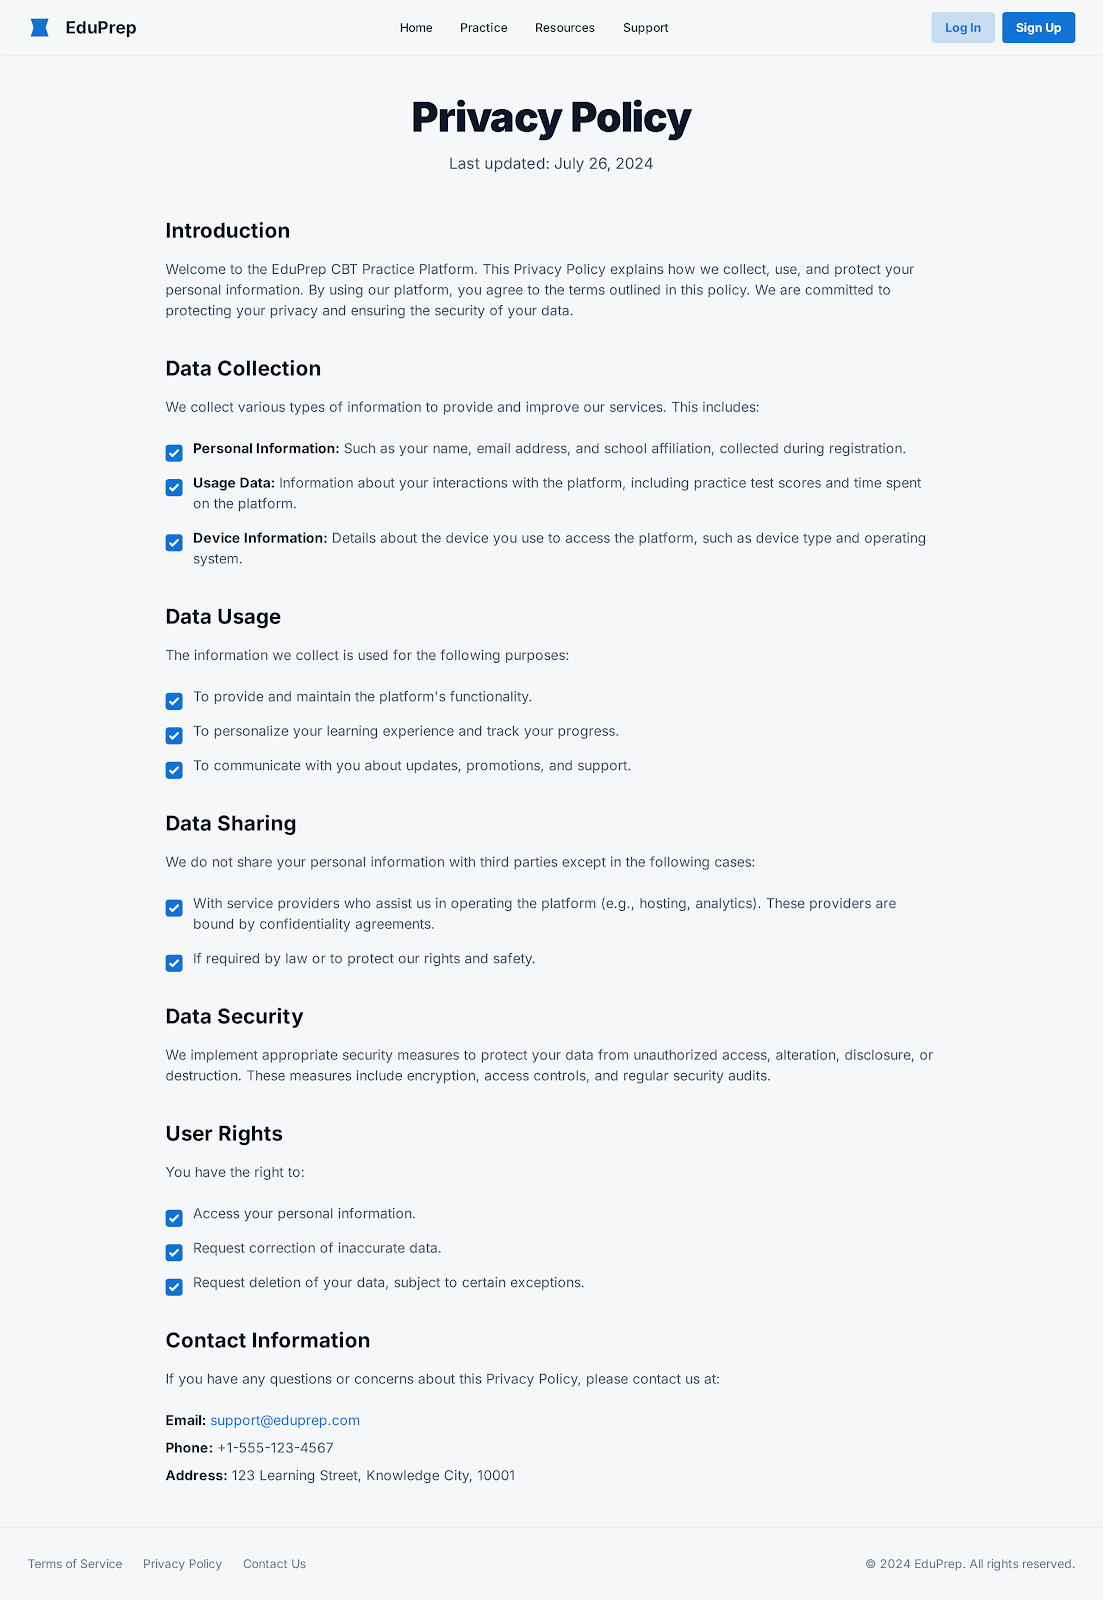 EduPrep
Home Practice Resources Support
Log In Sign Up
Privacy Policy
Last updated: July 26, 2024
Introduction
Welcome to the EduPrep CBT Practice Platform. This Privacy Policy explains how we collect, use, and protect your
personal information. By using our platform, you agree to the terms outlined in this policy. We are committed to
protecting your privacy and ensuring the security of your data.
Data Collection
We collect various types of information to provide and improve our services. This includes:
Personal Information: Such as your name, email address, and school affiliation, collected during registration.
Usage Data: Information about your interactions with the platform, including practice test scores and time spent
on the platform.
Device Information: Details about the device you use to access the platform, such as device type and operating
system.
Data Usage
The information we collect is used for the following purposes:
To provide and maintain the platform's functionality.
To personalize your learning experience and track your progress.
To communicate with you about updates, promotions, and support.
Data Sharing
We do not share your personal information with third parties except in the following cases:
With service providers who assist us in operating the platform (e.g., hosting, analytics). These providers are
bound by confidentiality agreements.
If required by law or to protect our rights and safety.
Data Security
We implement appropriate security measures to protect your data from unauthorized access, alteration, disclosure, or
destruction. These measures include encryption, access controls, and regular security audits.
User Rights
You have the right to:
Access your personal information.
Request correction of inaccurate data.
Request deletion of your data, subject to certain exceptions.
Contact Information
If you have any questions or concerns about this Privacy Policy, please contact us at:
Email: support@eduprep.com
Phone: +1-555-123-4567
Address: 123 Learning Street, Knowledge City, 10001
Terms of Service Privacy Policy Contact Us
© 2024 EduPrep. All rights reserved.